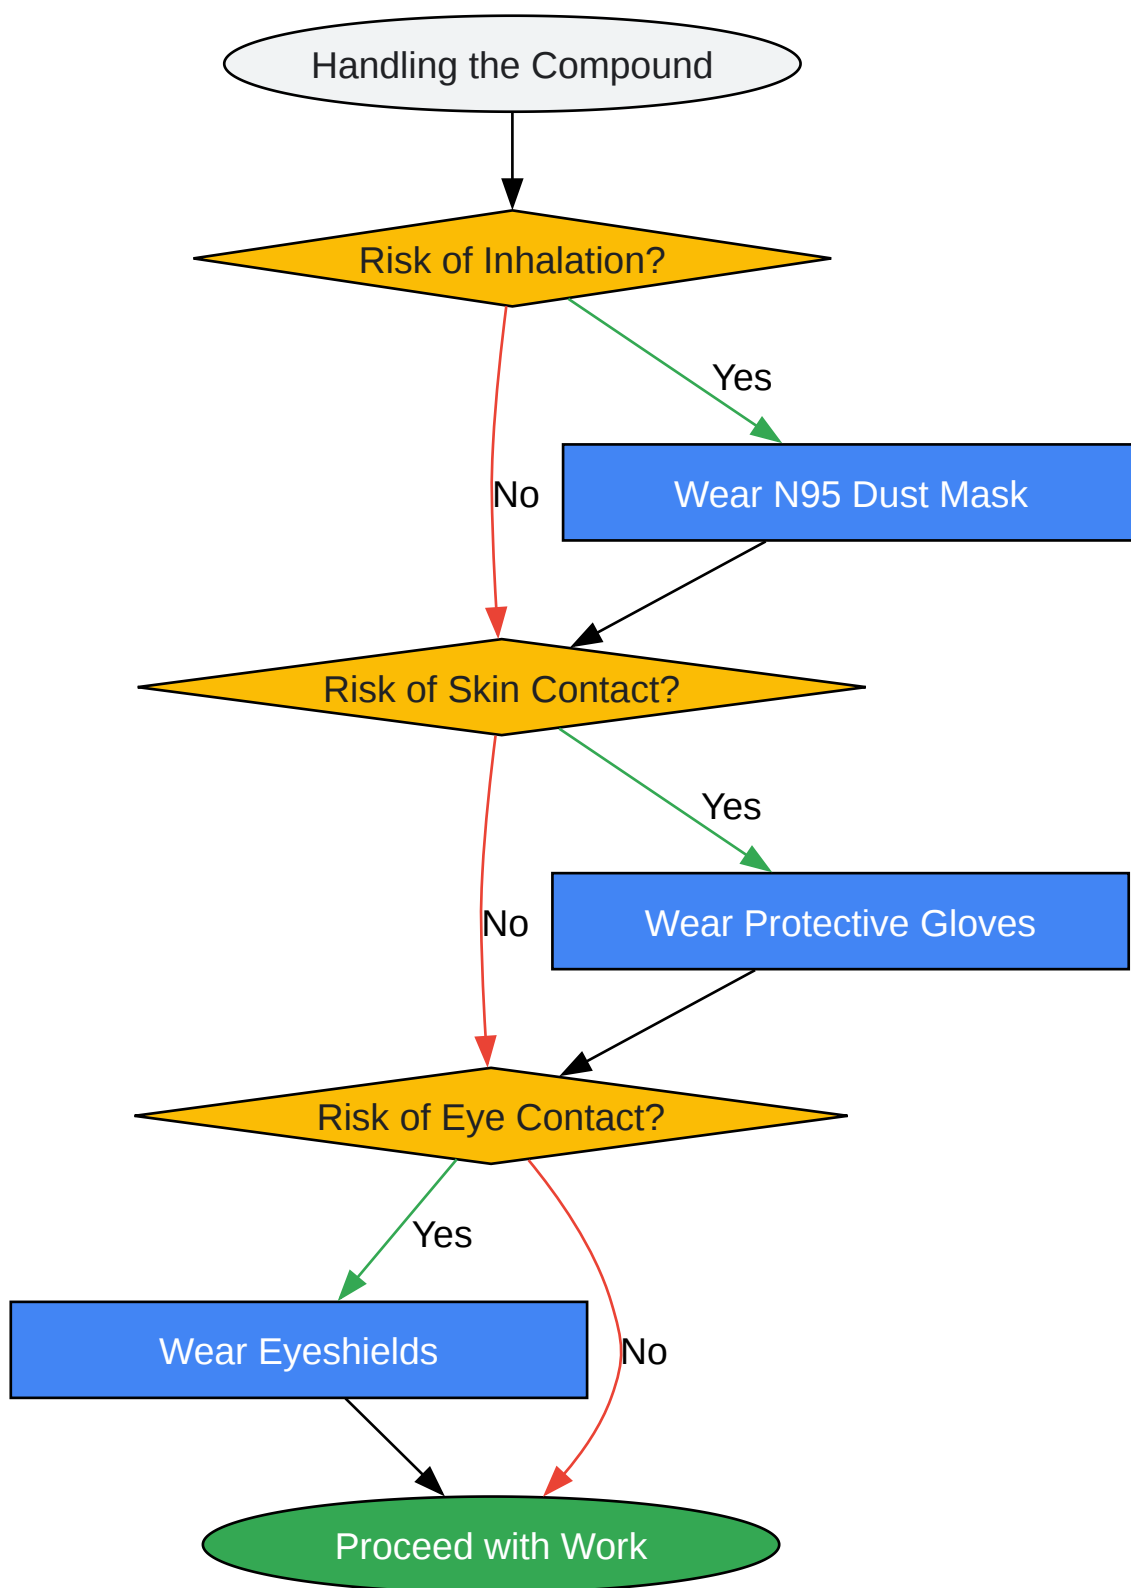 Handling the Compound
Risk of Inhalation?
Yes
No
Wear N95 Dust Mask
Risk of Skin Contact?
Yes
No
Wear Protective Gloves
Risk of Eye Contact?
Yes
Wear Eyeshields
No
Proceed with Work